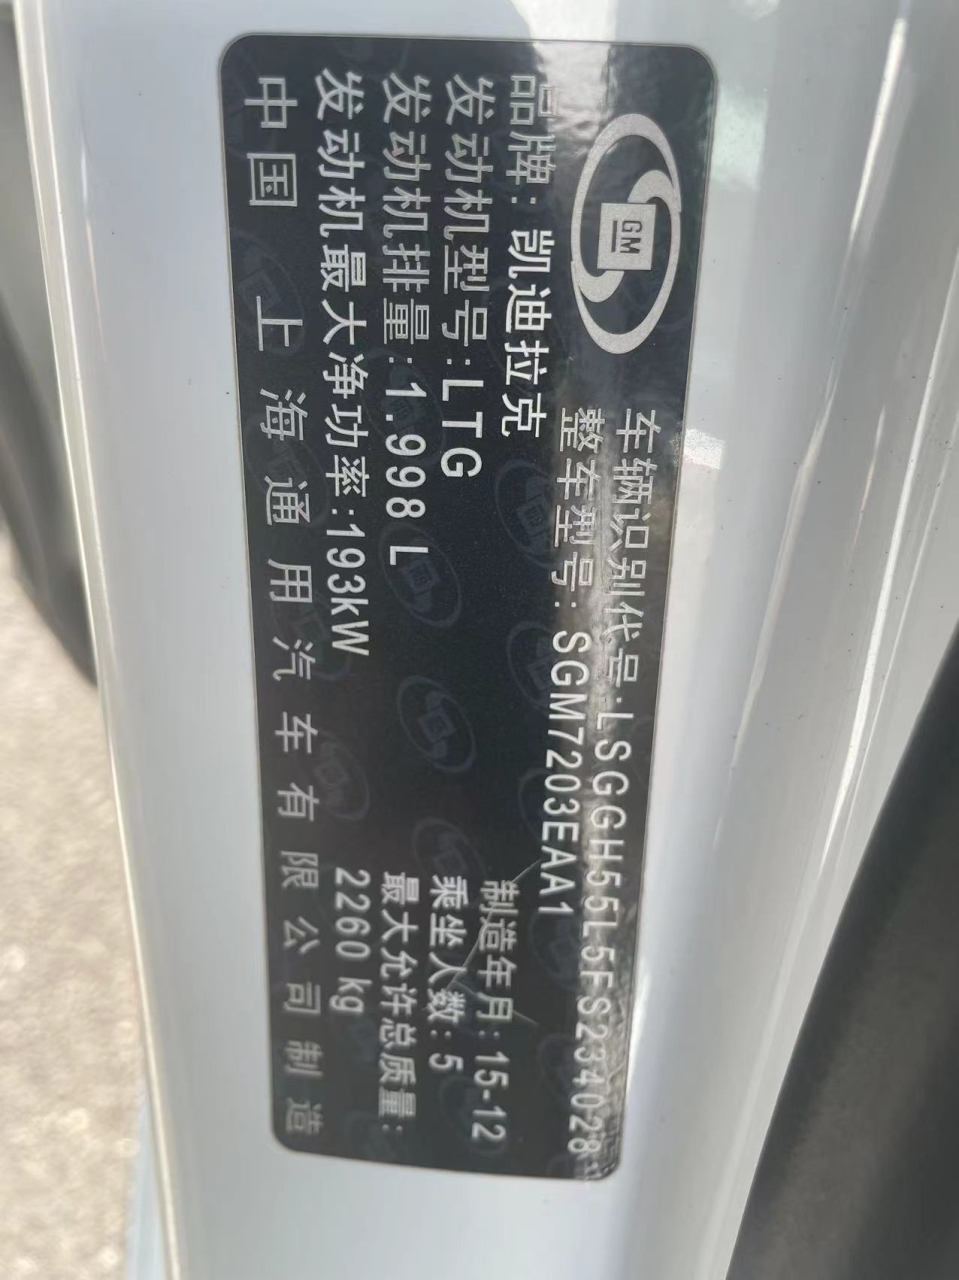 GM
车辆识别代号:LSGGH55L5FS234028
整车型号:SGM7203EAA1
品牌:凯迪拉克
发动机型号:LTG
制造年月:15-12
发动机排量:1.998L
乘坐人数:5
发动机最大净功率:193kW
最大允许总质量:
2260kg
中国上海通用汽车有限公司制造